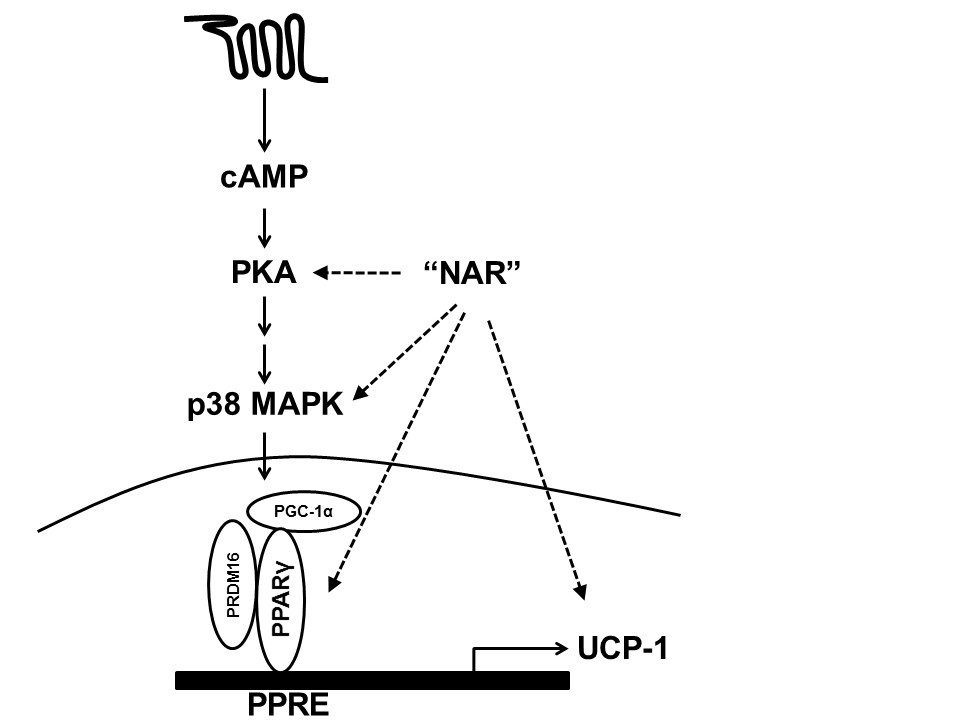 cAMP
PKA
“NAR”
p38 MAPK
PGC-1α
PRDM16
PPARγ
UCP-1
PPRE